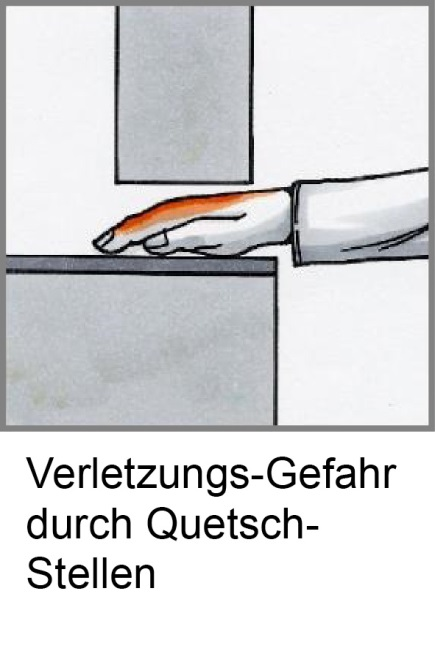 Verletzungs-Gefahr
durch Quetsch-
Stellen